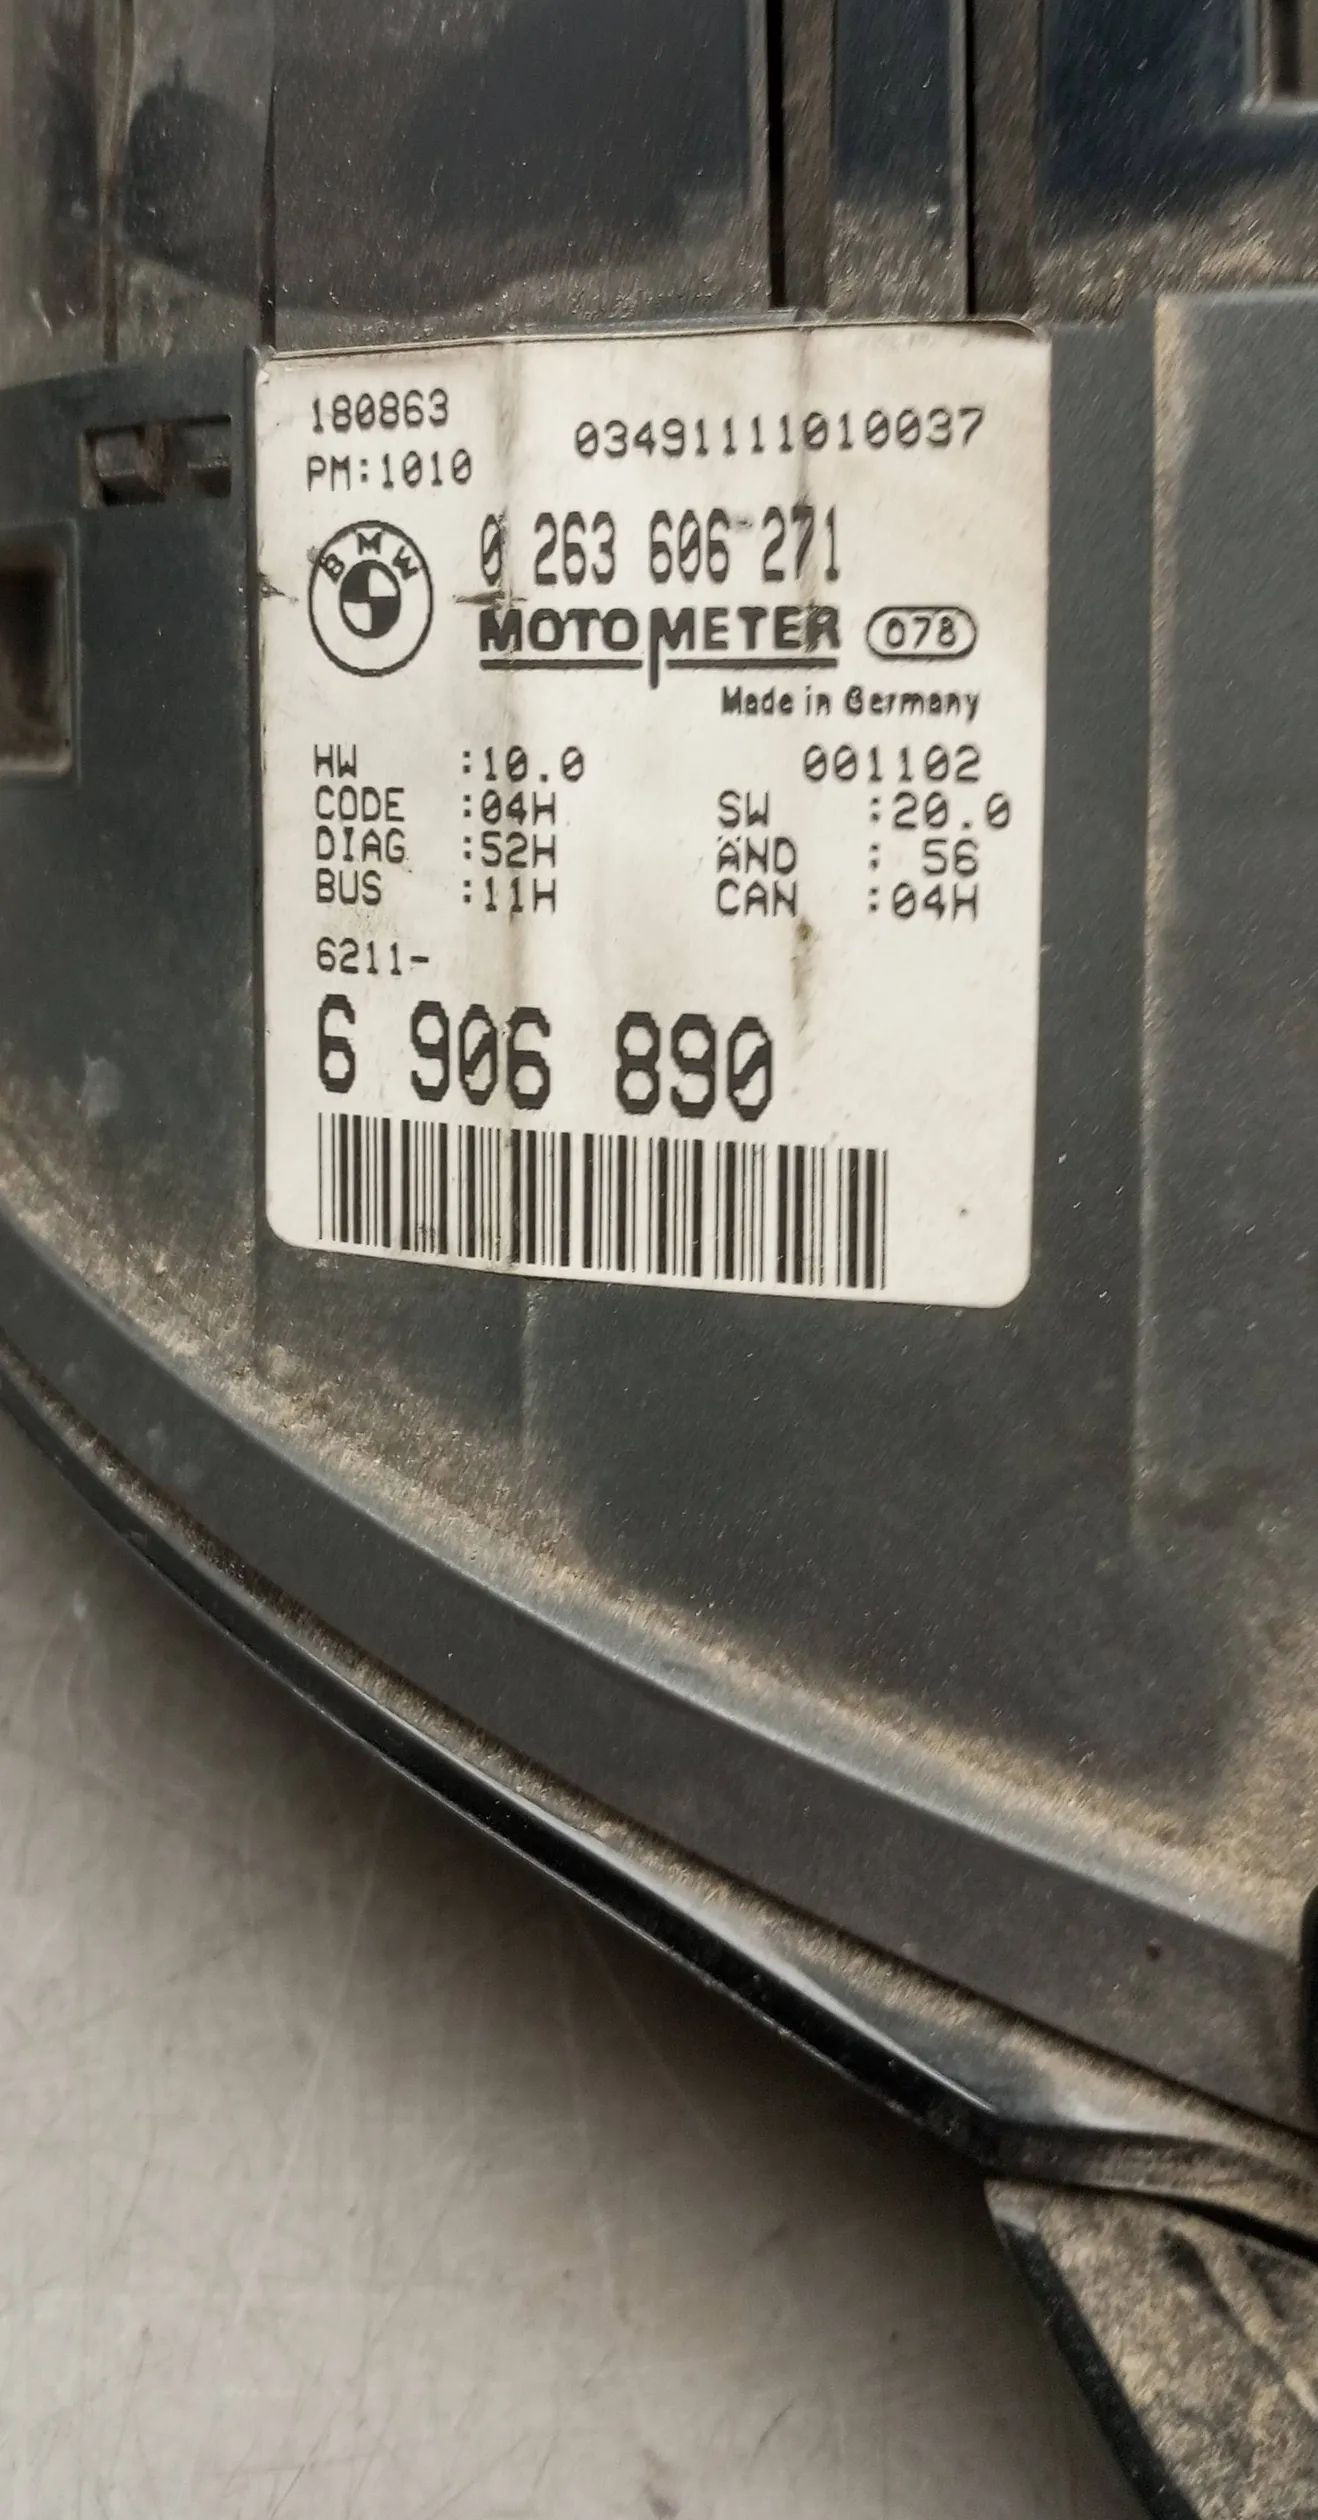 180863
03491111010037
PM:1010
BMW
0 263 606 271
MOTOMETER 078
Made in Germany
HW :10.0 001102
CODE :04H SW :20.0
DIAG :52H ÄND : 56
BUS :11H CAN :04H
6211-
6 906 890